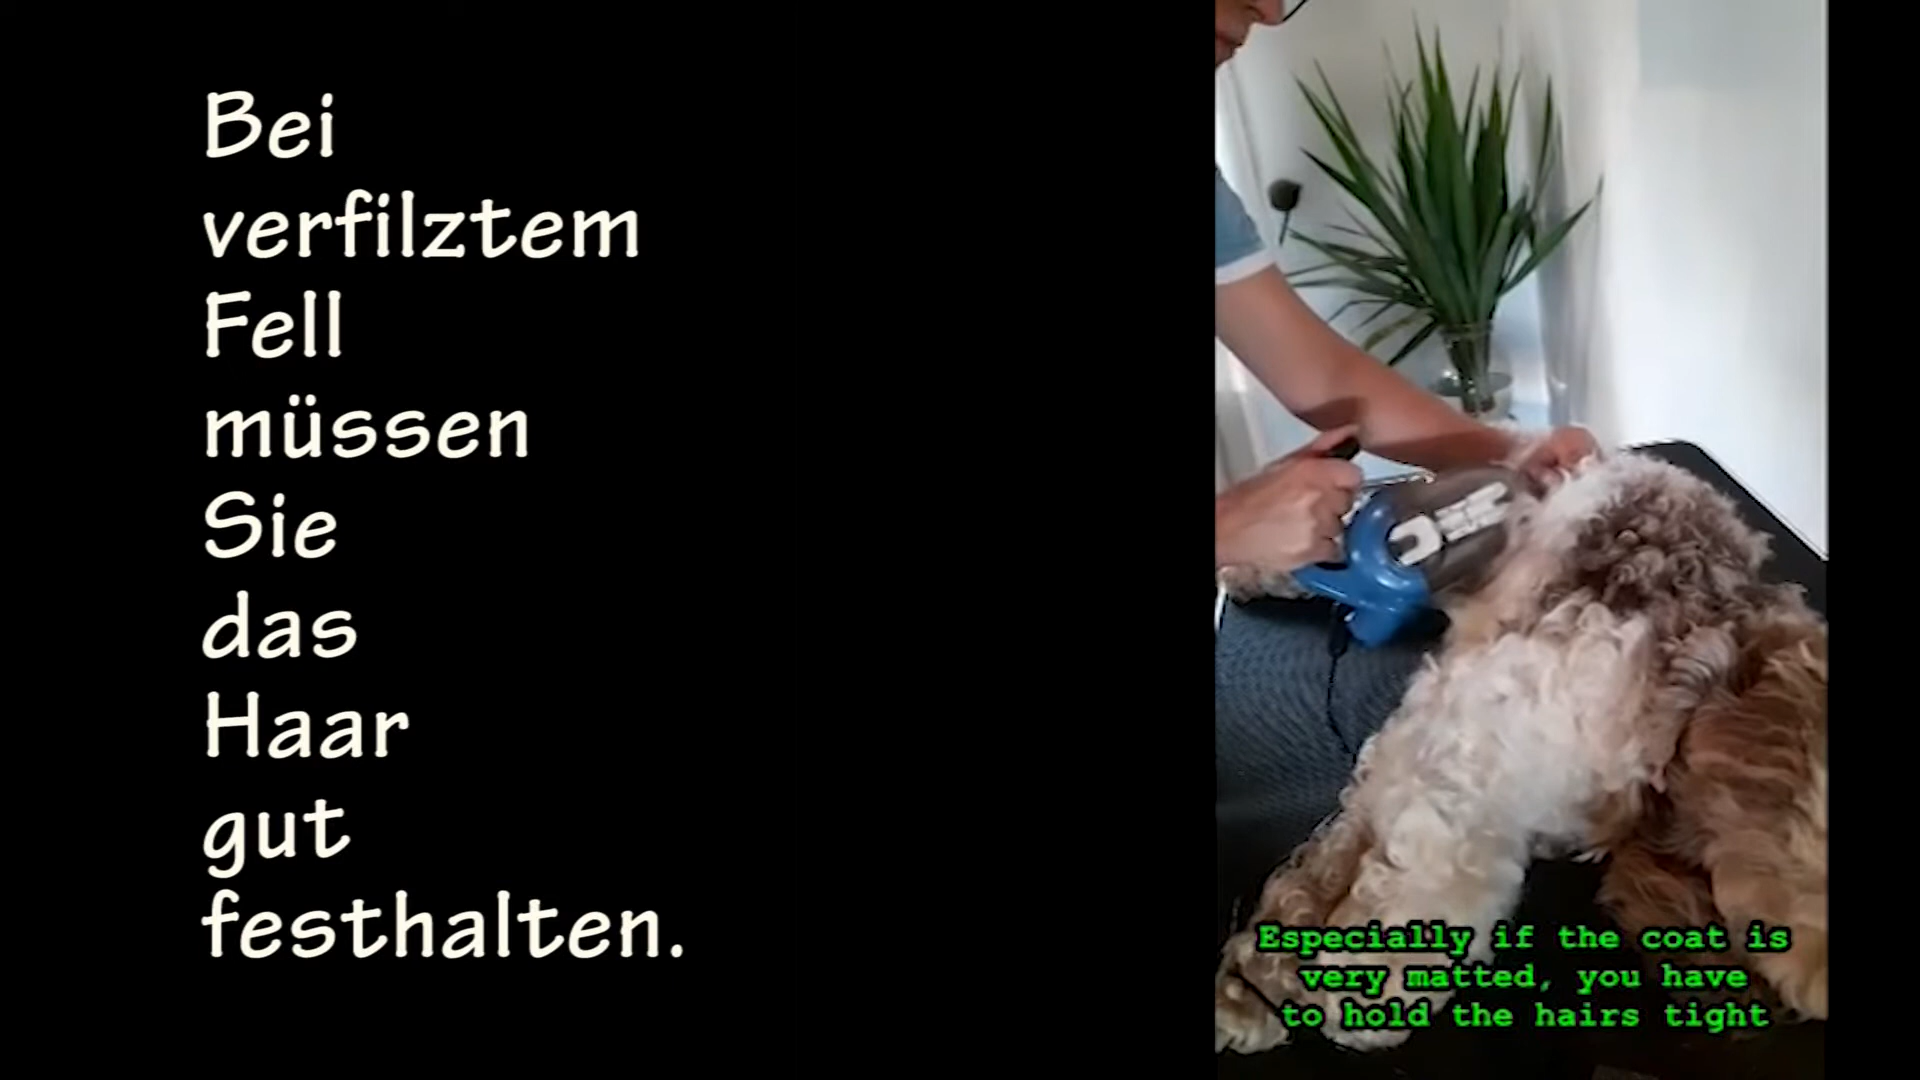 Bei
verfilztem
Fell
müssen
Sie
das
Haar
gut
festhalten.
Especially if the coat is
very matted, you have
to hold the hairs tight